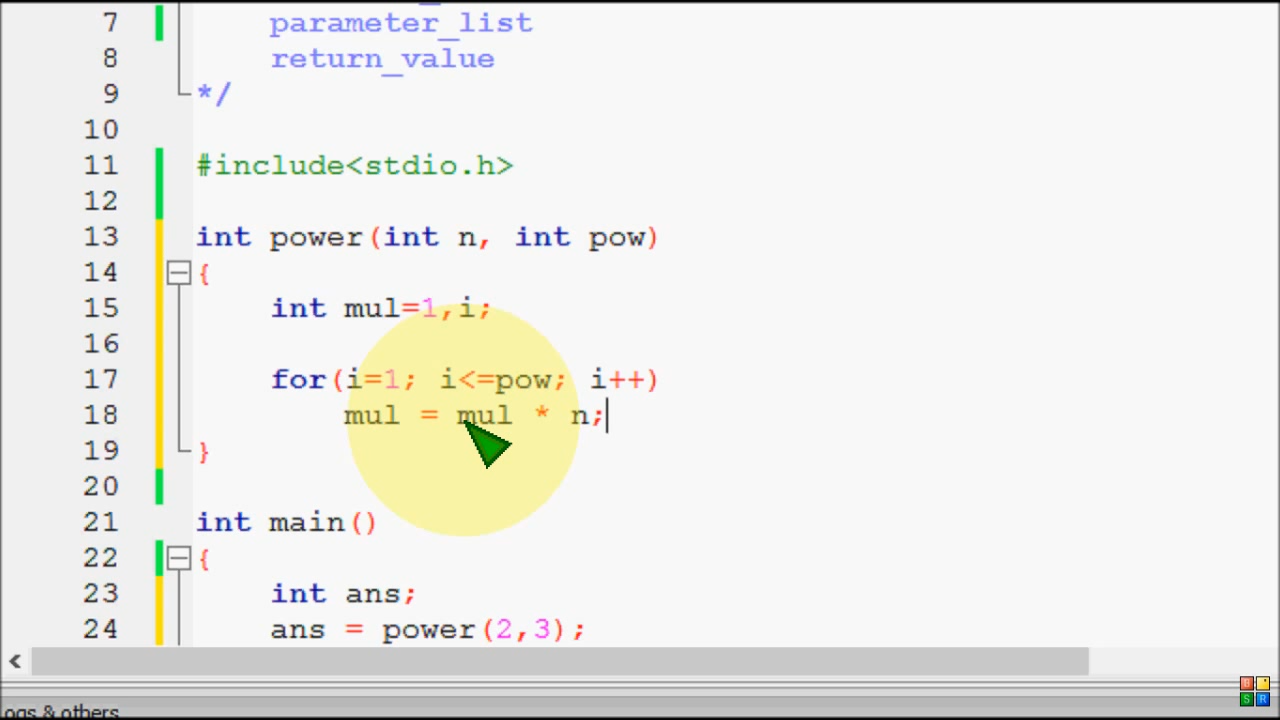 7 parameter_list
8 return_value
9 */
10
11 #include<stdio.h>
12
13 int power(int n, int pow)
14 {
15 int mul=1,i;
16
17 for(i=1; i<=pow; i++)
18 mul = mul * n;
19 }
20
21 int main()
22 {
23 int ans;
24 ans = power(2,3);
ogs & others